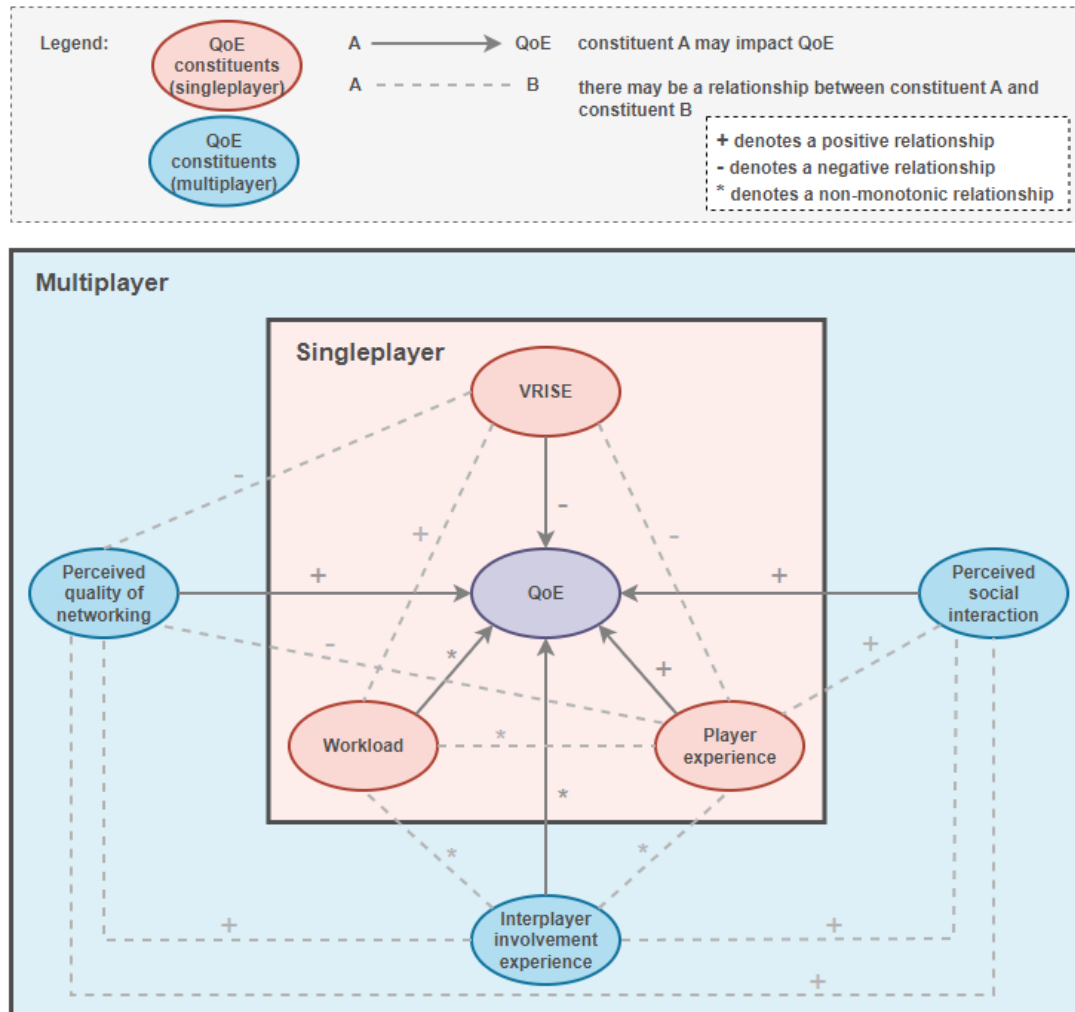 Legend:
QoE
constituents
(singleplayer)
A
QoE
constituent A may impact QoE
A
B
there may be a relationship between constituent A and
constituent B
QoE
constituents
(multiplayer)
+ denotes a positive relationship
- denotes a negative relationship
* denotes a non-monotonic relationship
Multiplayer
Singleplayer
VRISE
-
+
-
-
Perceived
quality of
networking
+
QoE
+
Perceived
social
interaction
-
*
+
+
Workload
*
Player
experience
*
*
*
Interplayer
involvement
experience
+
+
+